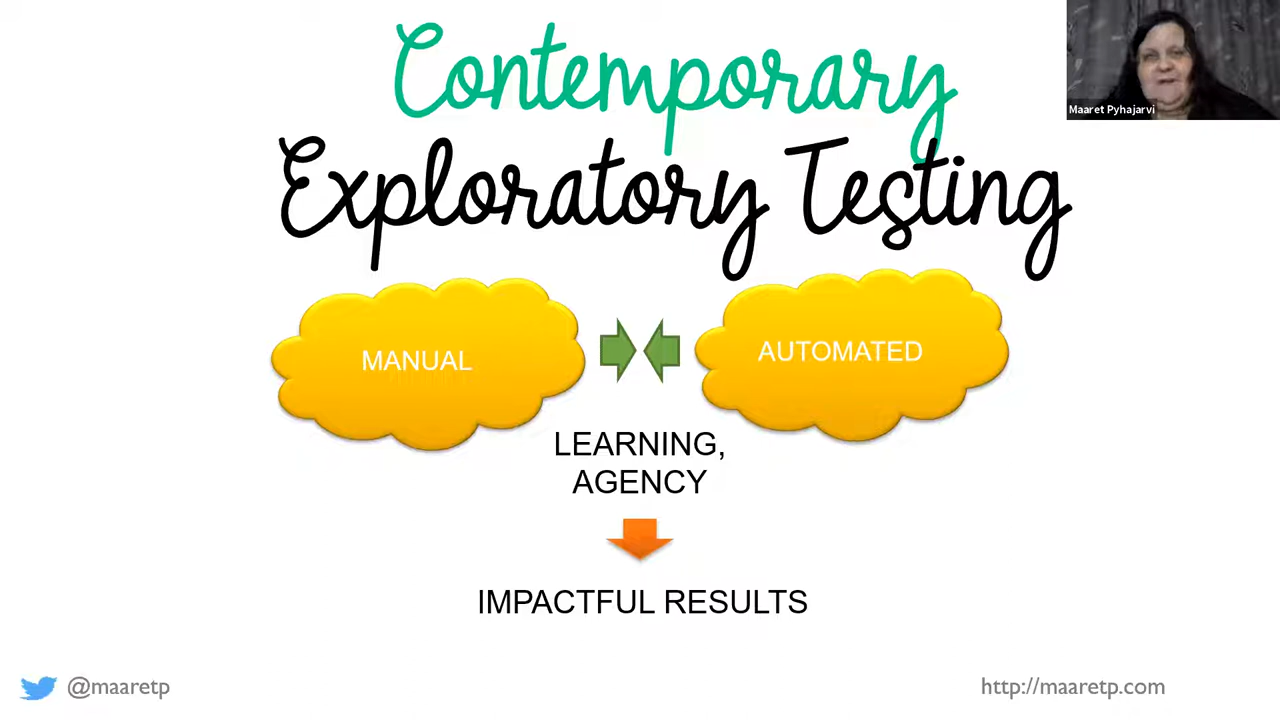 Contemporary
Maaret Pyhajarvi
Exploratory Testing
MANUAL
AUTOMATED
LEARNING,
AGENCY
IMPACTFUL RESULTS
@maaretp
http://maaretp.com